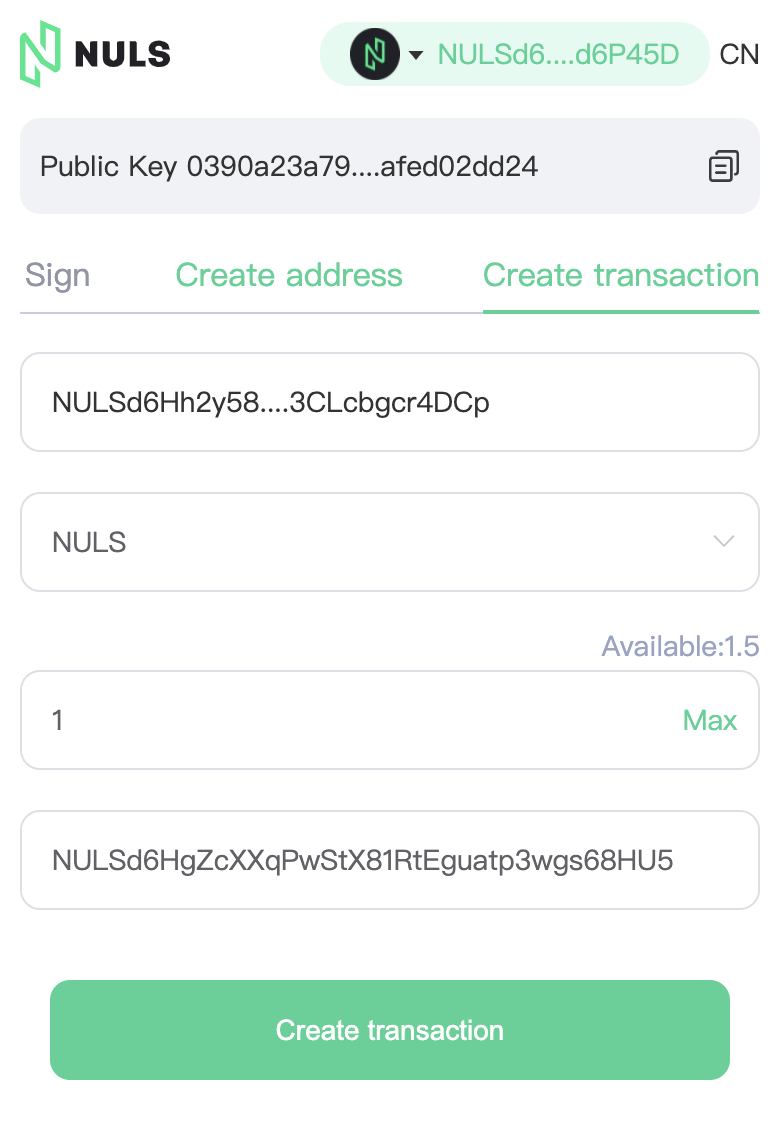 NULS
NULSd6....d6P45D
CN
Public Key 0390a23a79....afed02dd24
Sign
Create address
Create transaction
NULSd6Hh2y58....3CLcbgcr4DCp
NULS
Available:1.5
1
Max
NULSd6HgZcXXqPwStX81RtEguatp3wgs68HU5
Create transaction